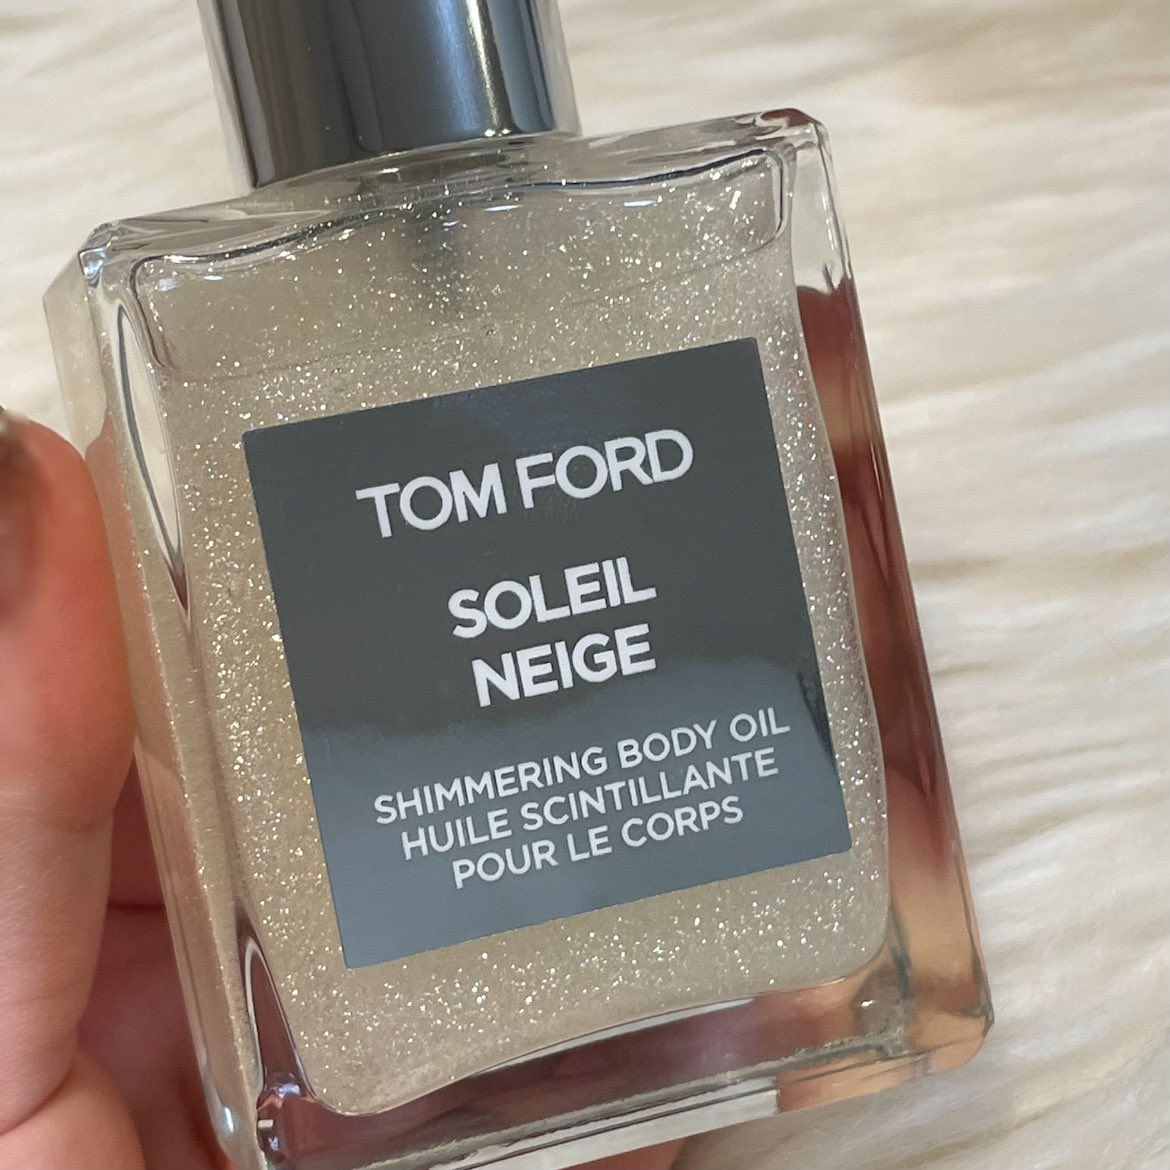 TOM FORD
SOLEIL
NEIGE
SHIMMERING BODY OIL
HUILE SCINTILLANTE
POUR LE CORPS